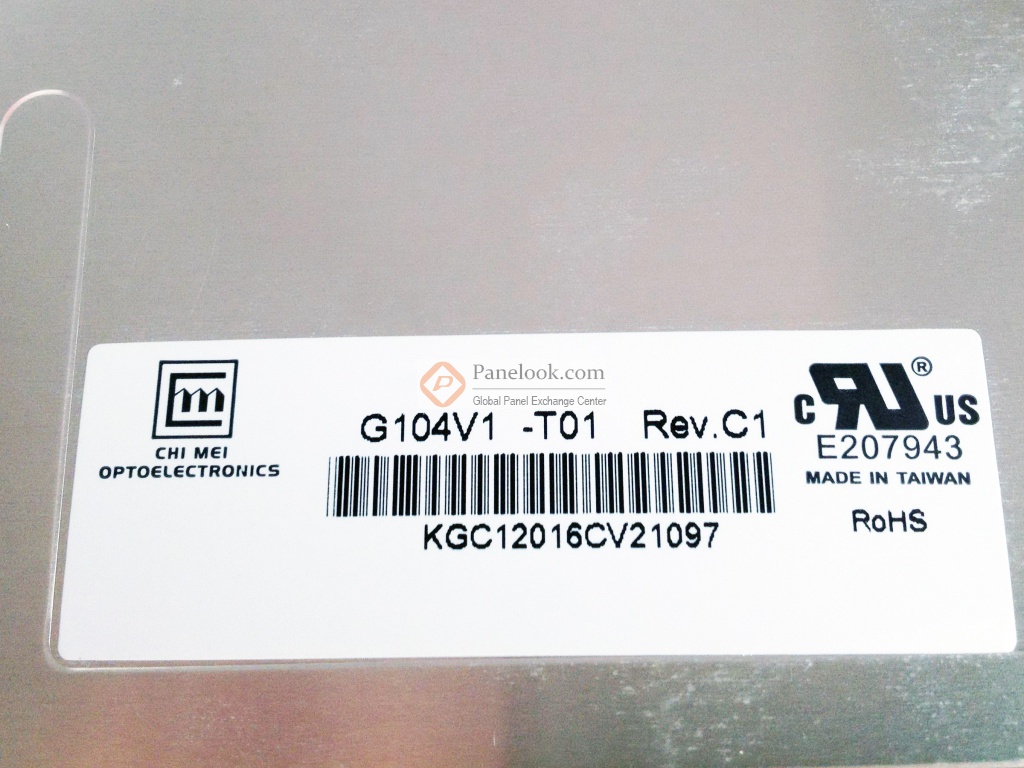 Panelook.com
Global Panel Exchange Center
CHI MEI
OPTOELECTRONICS
G104V1 -T01 Rev.C1
KGC12016CV21097
C RU ® US
E207943
MADE IN TAIWAN
RoHS